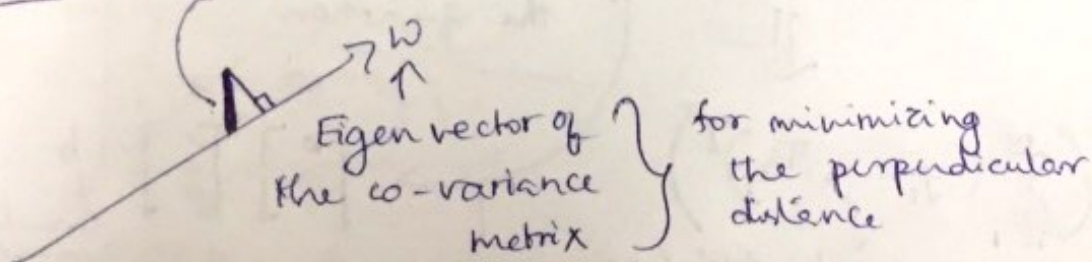 w
Eigen vector of
the co-variance
metrix
for minimizing
the perpendicular
distance